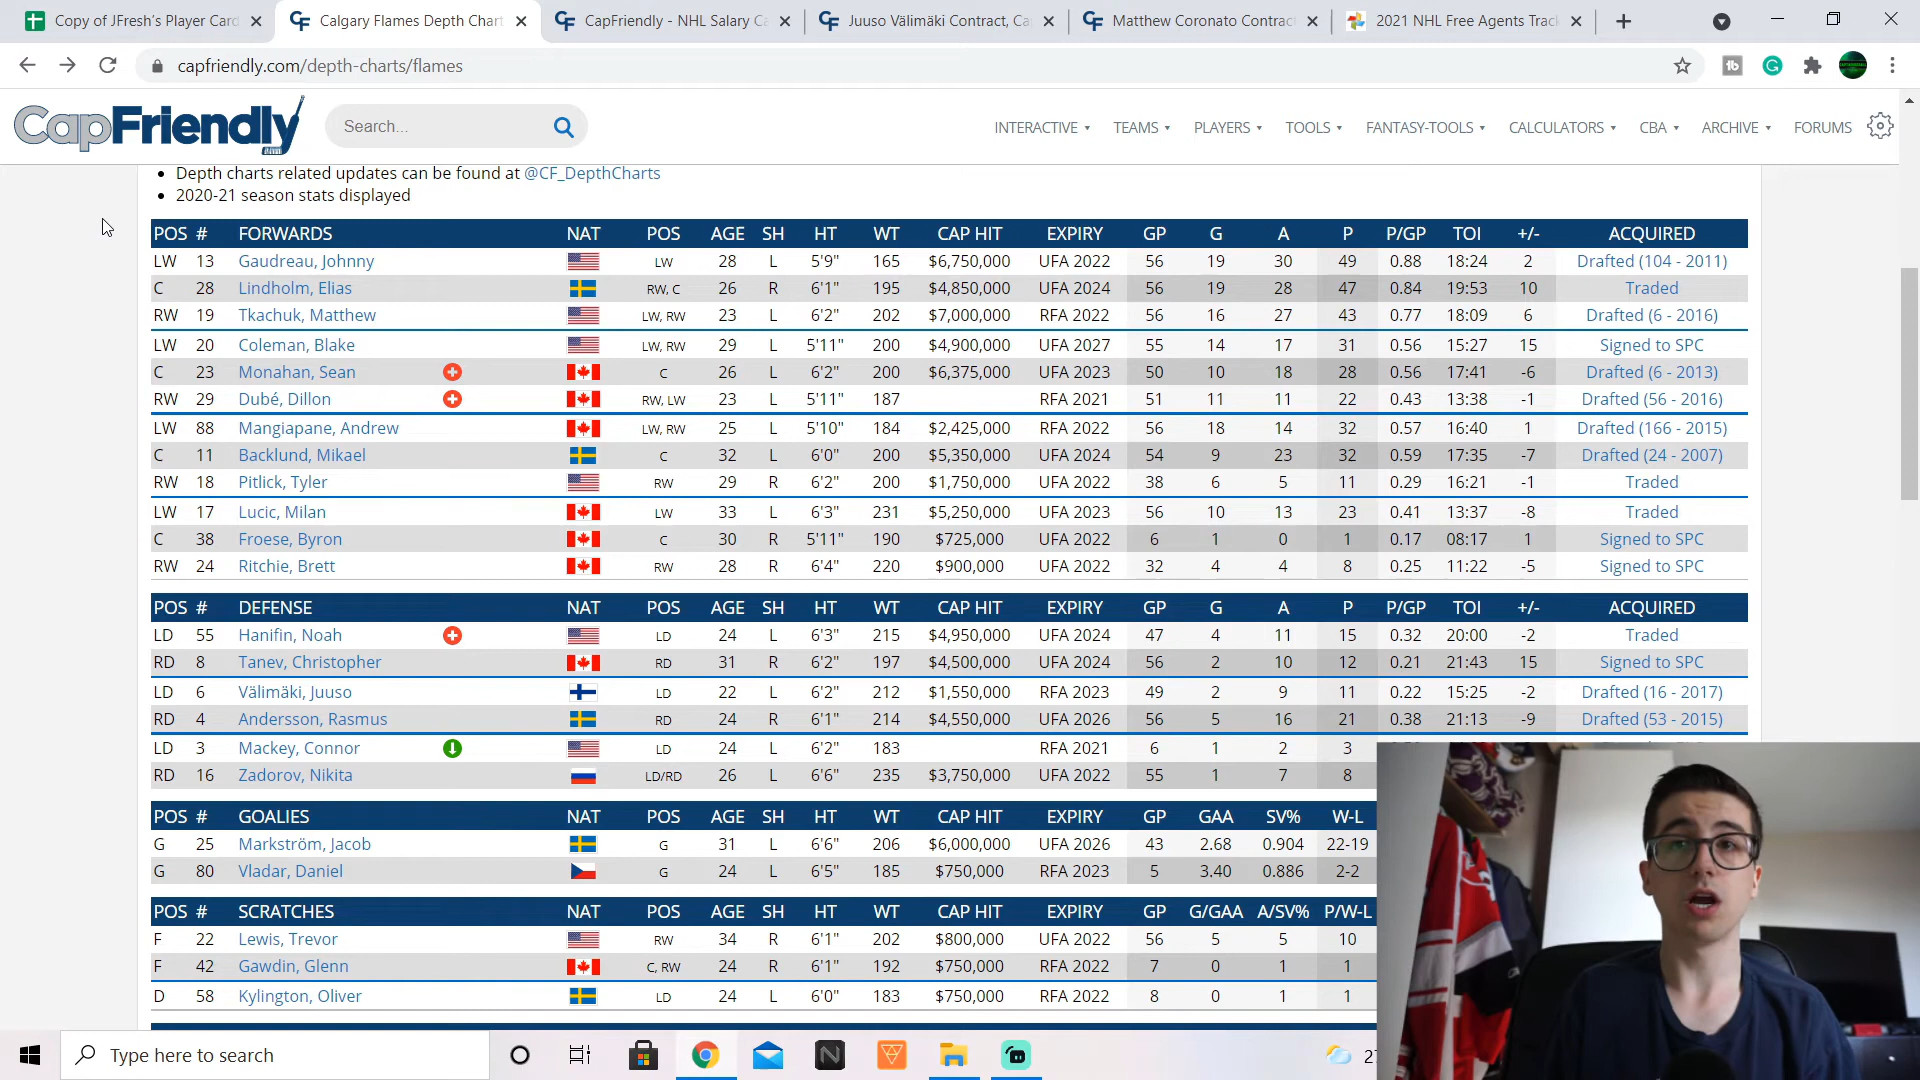 Copy of JFresh's Player Card
Calgary Flames Depth Chart
CapFriendly - NHL Salary Ca
Juuso Välimäki Contract, Ca
Matthew Coronato Contract
2021 NHL Free Agents Trac
capfriendly.com/depth-charts/flames
CapFriendly
Search...
INTERACTIVE TEAMS PLAYERS TOOLS FANTASY-TOOLS CALCULATORS CBA ARCHIVE FORUMS
• Depth charts related updates can be found at @CF_DepthCharts
• 2020-21 season stats displayed
POS # FORWARDS NAT POS AGE SH HT WT CAP HIT EXPIRY GP G A P P/GP TOI +/- ACQUIRED
LW 13 Gaudreau, Johnny LW 28 L 5'9" 165 $6,750,000 UFA 2022 56 19 30 49 0.88 18:24 2 Drafted (104 - 2011)
C 28 Lindholm, Elias RW, C 26 R 6'1" 195 $4,850,000 UFA 2024 56 19 28 47 0.84 19:53 10 Traded
RW 19 Tkachuk, Matthew LW, RW 23 L 6'2" 202 $7,000,000 RFA 2022 56 16 27 43 0.77 18:09 6 Drafted (6 - 2016)
LW 20 Coleman, Blake LW, RW 29 L 5'11" 200 $4,900,000 UFA 2027 55 14 17 31 0.56 15:27 15 Signed to SPC
C 23 Monahan, Sean C 26 L 6'2" 200 $6,375,000 UFA 2023 50 10 18 28 0.56 17:41 -6 Drafted (6 - 2013)
RW 29 Dubé, Dillon RW, LW 23 L 5'11" 187 RFA 2021 51 11 11 22 0.43 13:38 -1 Drafted (56 - 2016)
LW 88 Mangiapane, Andrew LW, RW 25 L 5'10" 184 $2,425,000 RFA 2022 56 18 14 32 0.57 16:40 1 Drafted (166 - 2015)
C 11 Backlund, Mikael C 32 L 6'0" 200 $5,350,000 UFA 2024 54 9 23 32 0.59 17:35 -7 Drafted (24 - 2007)
RW 18 Pitlick, Tyler RW 29 R 6'2" 200 $1,750,000 UFA 2022 38 6 5 11 0.29 16:21 -1 Traded
LW 17 Lucic, Milan LW 33 L 6'3" 231 $5,250,000 UFA 2023 56 10 13 23 0.41 13:37 -8 Traded
C 38 Froese, Byron C 30 R 5'11" 190 $725,000 UFA 2022 6 1 0 1 0.17 08:17 1 Signed to SPC
RW 24 Ritchie, Brett RW 28 R 6'4" 220 $900,000 UFA 2022 32 4 4 8 0.25 11:22 -5 Signed to SPC
POS # DEFENSE NAT POS AGE SH HT WT CAP HIT EXPIRY GP G A P P/GP TOI +/- ACQUIRED
LD 55 Hanifin, Noah LD 24 L 6'3" 215 $4,950,000 UFA 2024 47 4 11 15 0.32 20:00 -2 Traded
RD 8 Tanev, Christopher RD 31 R 6'2" 197 $4,500,000 UFA 2024 56 2 10 12 0.21 21:43 15 Signed to SPC
LD 6 Välimäki, Juuso LD 22 L 6'2" 212 $1,550,000 RFA 2023 49 2 9 11 0.22 15:25 -2 Drafted (16 - 2017)
RD 4 Andersson, Rasmus RD 24 R 6'1" 214 $4,550,000 UFA 2026 56 5 16 21 0.38 21:13 -9 Drafted (53 - 2015)
LD 3 Mackey, Connor LD 24 L 6'2" 183 RFA 2021 6 1 2 3
RD 16 Zadorov, Nikita LD/RD 26 L 6'6" 235 $3,750,000 UFA 2022 55 1 7 8
POS # GOALIES NAT POS AGE SH HT WT CAP HIT EXPIRY GP GAA SV% W-L
G 25 Markström, Jacob G 31 L 6'6" 206 $6,000,000 UFA 2026 43 2.68 0.904 22-19
G 80 Vladar, Daniel G 24 L 6'5" 185 $750,000 RFA 2023 5 3.40 0.886 2-2
POS # SCRATCHES NAT POS AGE SH HT WT CAP HIT EXPIRY GP G/GAA A/SV% P/W-L
F 22 Lewis, Trevor RW 34 R 6'1" 202 $800,000 UFA 2022 56 5 5 10
F 42 Gawdin, Glenn C, RW 24 R 6'1" 192 $750,000 RFA 2022 7 0 1 1
D 58 Kylington, Oliver LD 24 L 6'0" 183 $750,000 RFA 2022 8 0 1 1
Type here to search